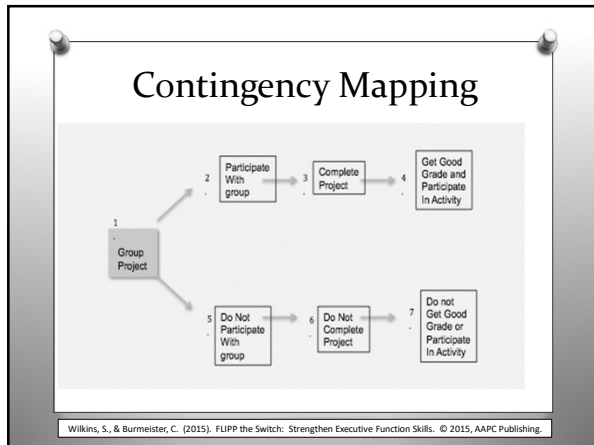 Contingency Mapping
1
.
Group
Project
2
.
Participate
With
group
3
.
Complete
Project
4
.
Get Good
Grade and
Participate
In Activity
5
.
Do Not
Participate
With
group
6
.
Do Not
Complete
Project
7
.
Do not
Get Good
Grade or
Participate
In Activity
Wilkins, S., & Burmeister, C. (2015). FLIPP the Switch: Strengthen Executive Function Skills. © 2015, AAPC Publishing.